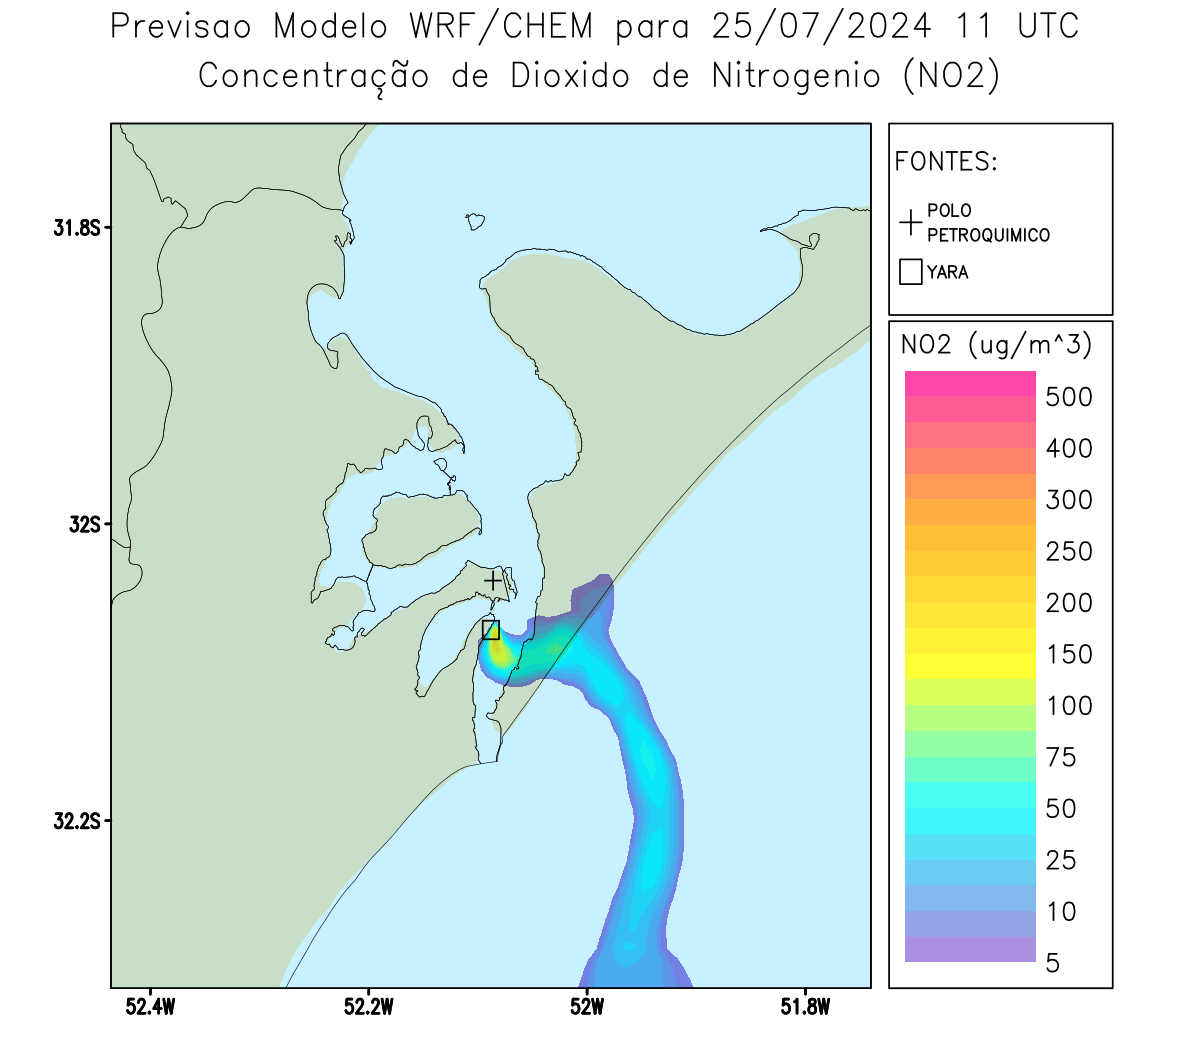 Previsao Modelo WRF/CHEM para 25/07/2024 11 UTC
Concentração de Dioxido de Nitrogenio (NO2)
FONTES:
POLO
PETROQUIMICO
YARA
31.8S
32S
32.2S
52.4W
52.2W
52W
51.8W
NO2 (ug/m^3)
500
400
300
250
200
150
100
75
50
25
10
5